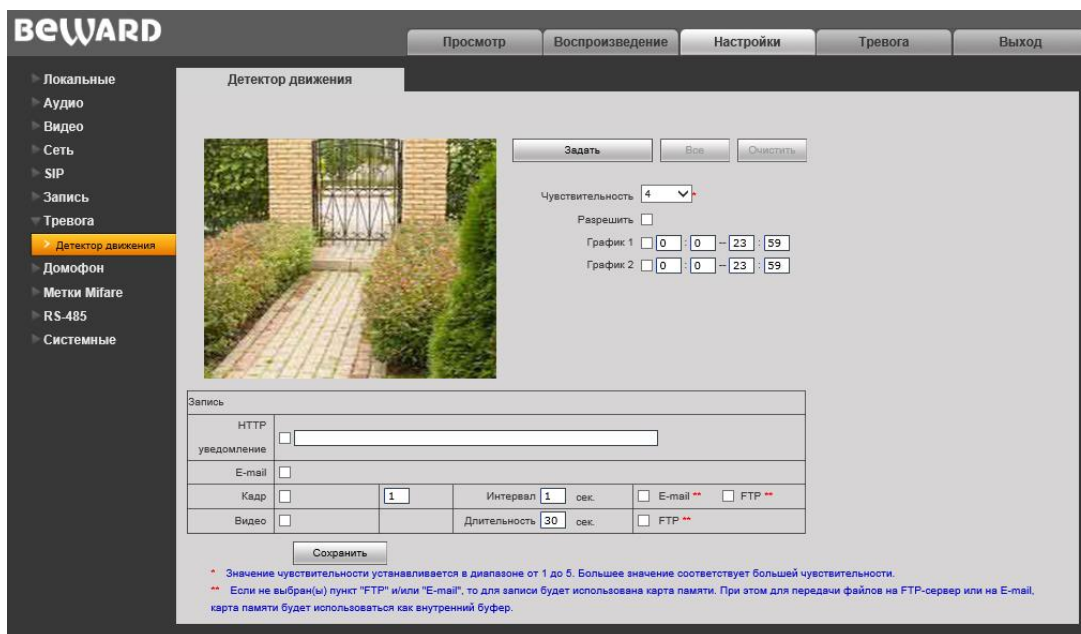 BEWARD
Просмотр Воспроизведение Настройки Тревога Выход
Локальные
Аудио
Видео
Сеть
SIP
Запись
Тревога
Детектор движения
Домофон
Метки Mifare
RS-485
Системные
Детектор движения
Задать Все Очистить
Чувствительность 4 *
Разрешить
График 1 0 : 0 – 23 : 59
График 2 0 : 0 – 23 : 59
Запись
HTTP
уведомление
E-mail
Кадр 1 Интервал 1 сек. E-mail ** FTP **
Видео Длительность 30 сек. FTP **
Сохранить
* Значение чувствительности устанавливается в диапазоне от 1 до 5. Большее значение соответствует большей чувствительности.
** Если не выбран(ы) пункт "FTP" и/или "E-mail", то для записи будет использована карта памяти. При этом для передачи файлов на FTP-сервер или на E-mail,
карта памяти будет использоваться как внутренний буфер.